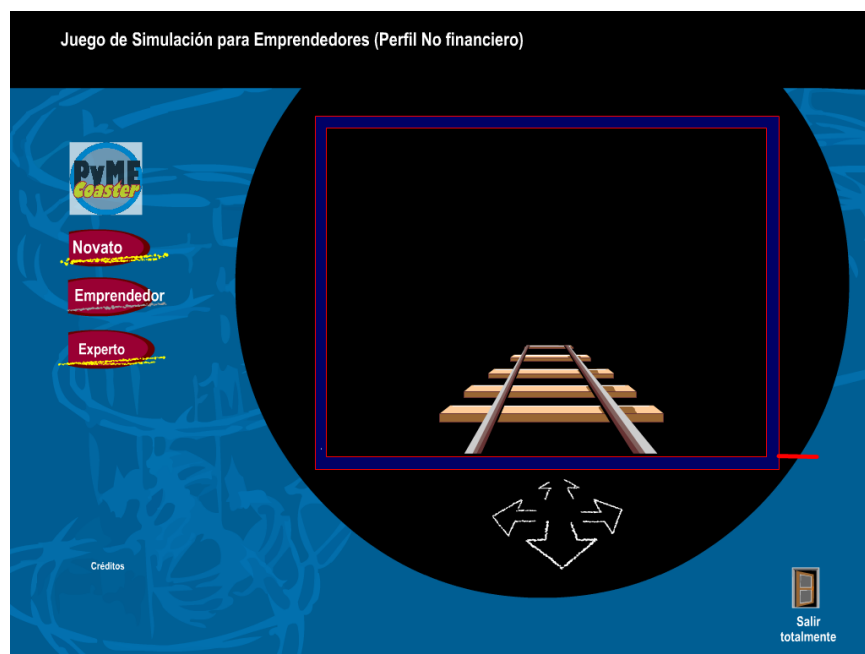 Juego de Simulación para Emprendedores (Perfil No financiero)
PyME
Coaster
Novato
Emprendedor
Experto
Créditos
Salir
totalmente